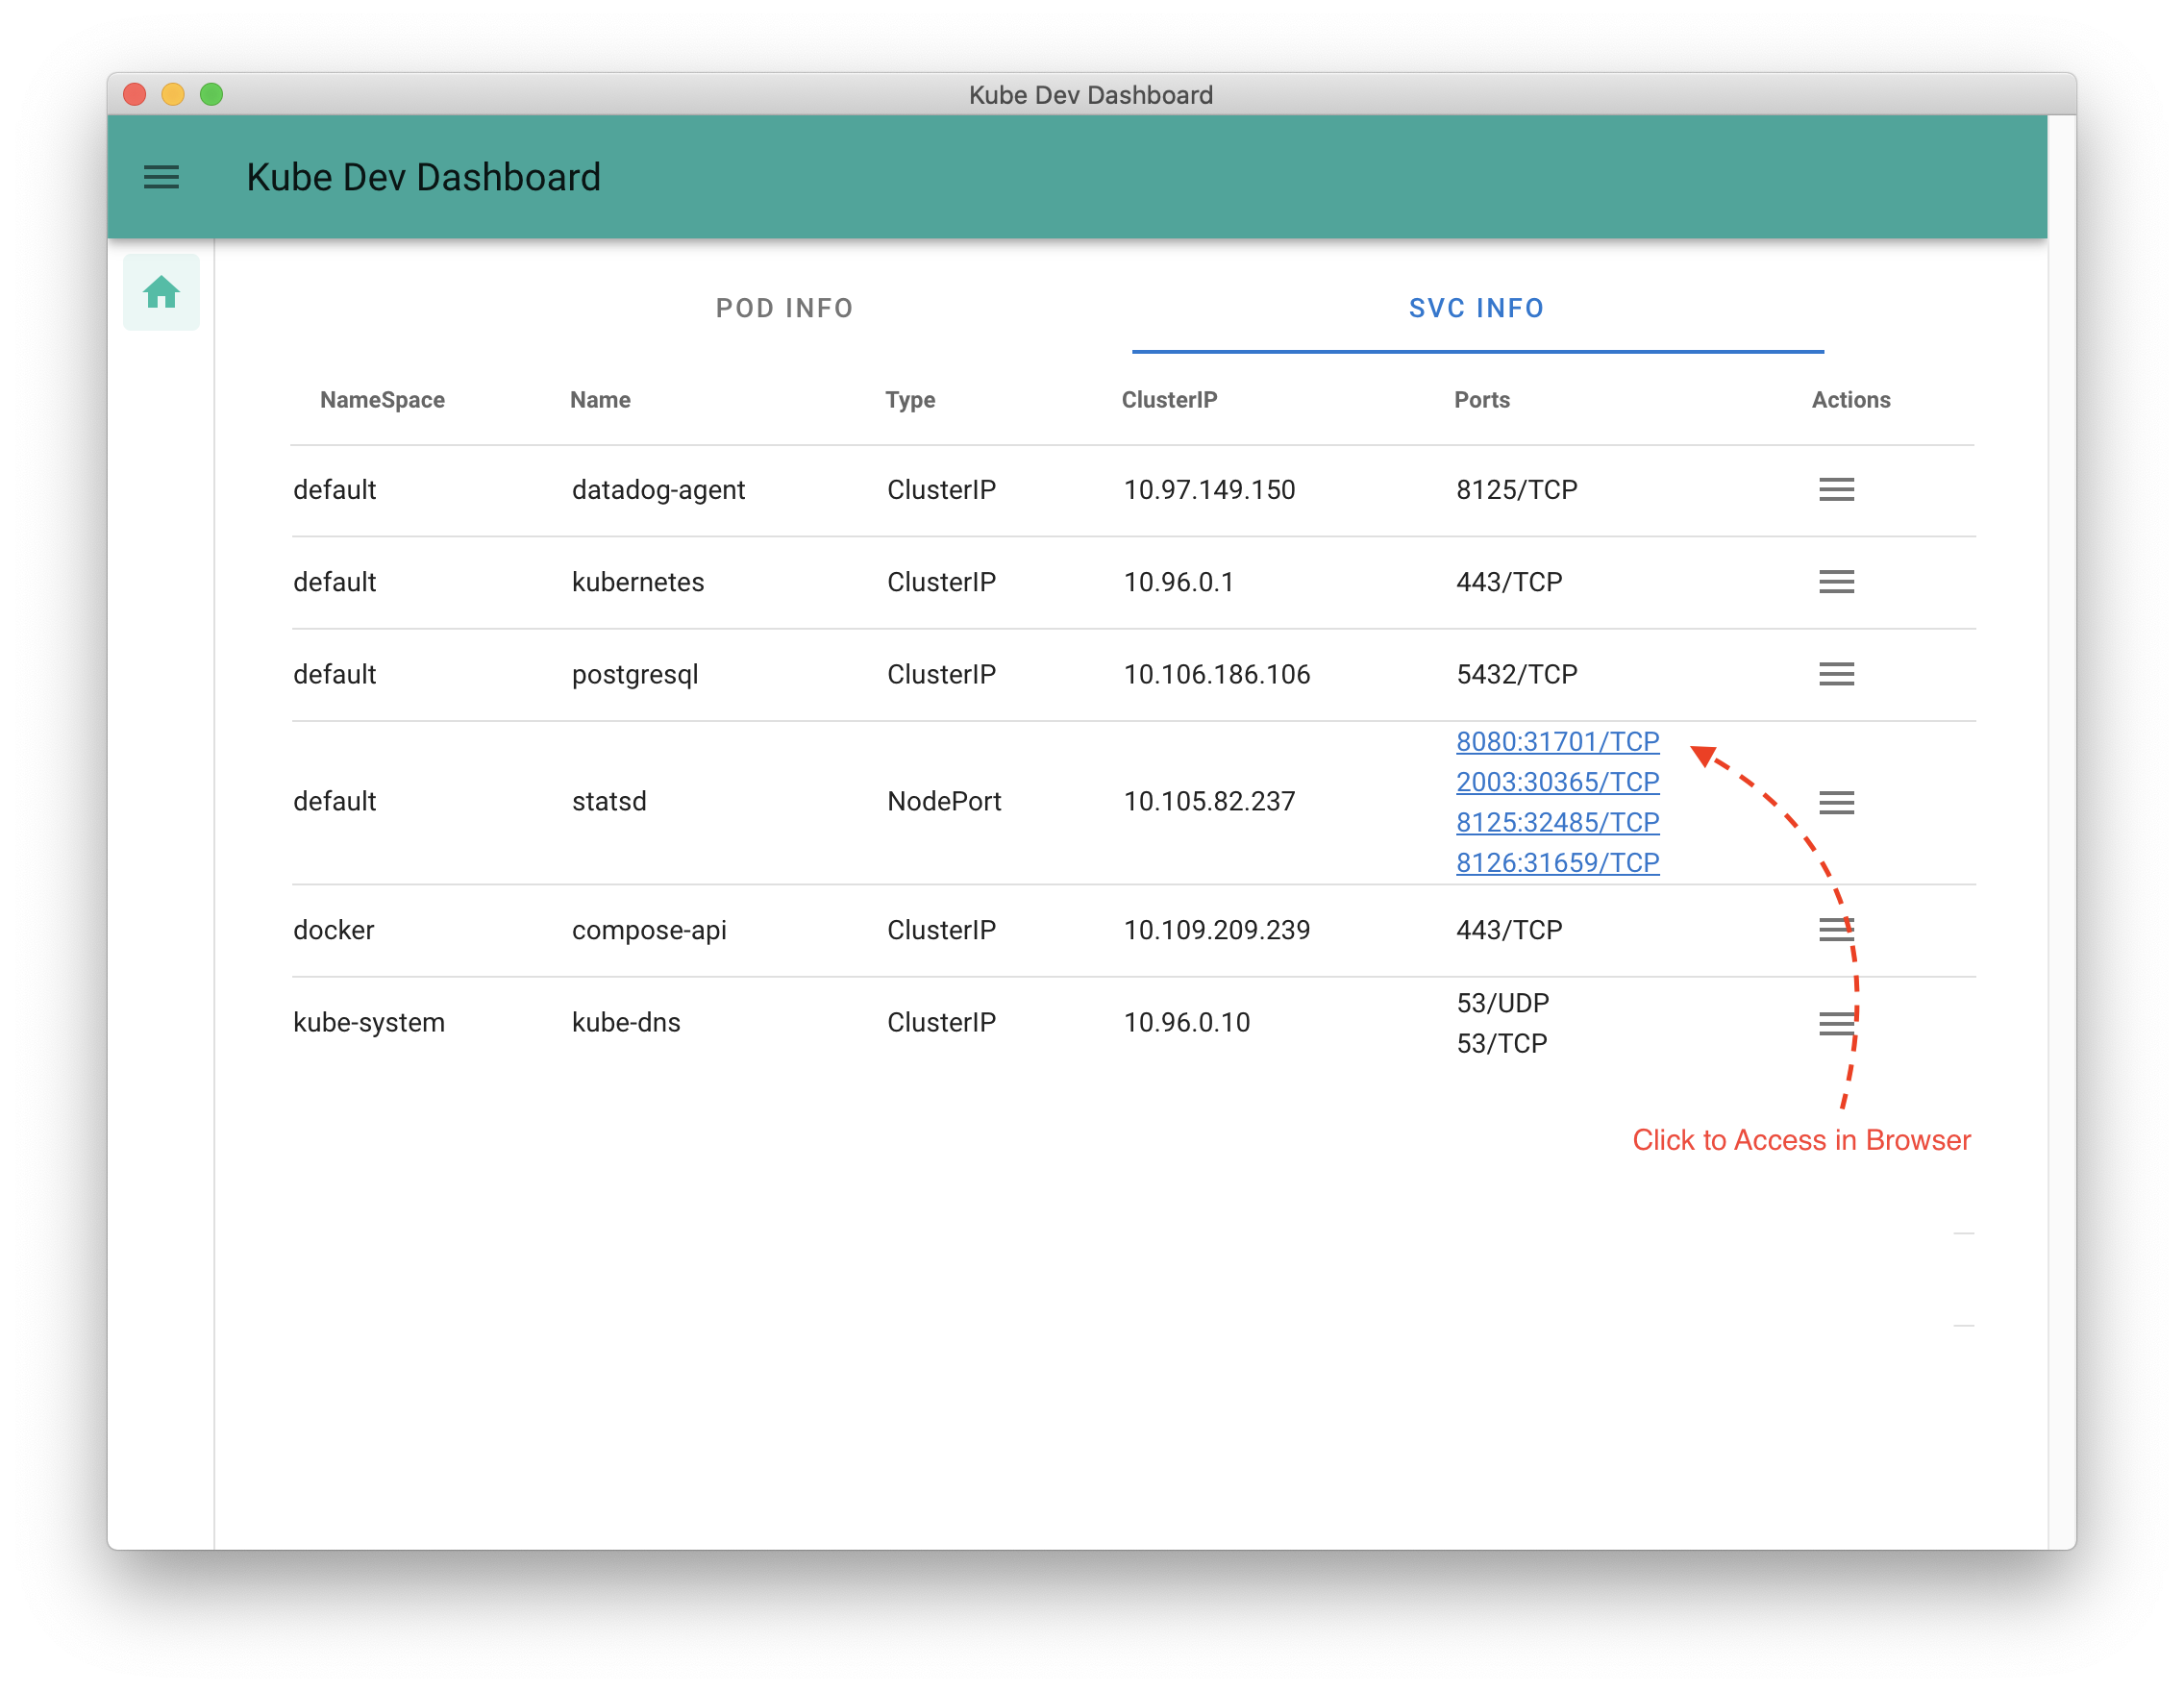 Kube Dev Dashboard
Kube Dev Dashboard
POD INFO SVC INFO
NameSpace Name Type ClusterIP Ports Actions
default datadog-agent ClusterIP 10.97.149.150 8125/TCP
default kubernetes ClusterIP 10.96.0.1 443/TCP
default postgresql ClusterIP 10.106.186.106 5432/TCP
default statsd NodePort 10.105.82.237 8080:31701/TCP
2003:30365/TCP
8125:32485/TCP
8126:31659/TCP
docker compose-api ClusterIP 10.109.209.239 443/TCP
kube-system kube-dns ClusterIP 10.96.0.10 53/UDP
53/TCP
Click to Access in Browser